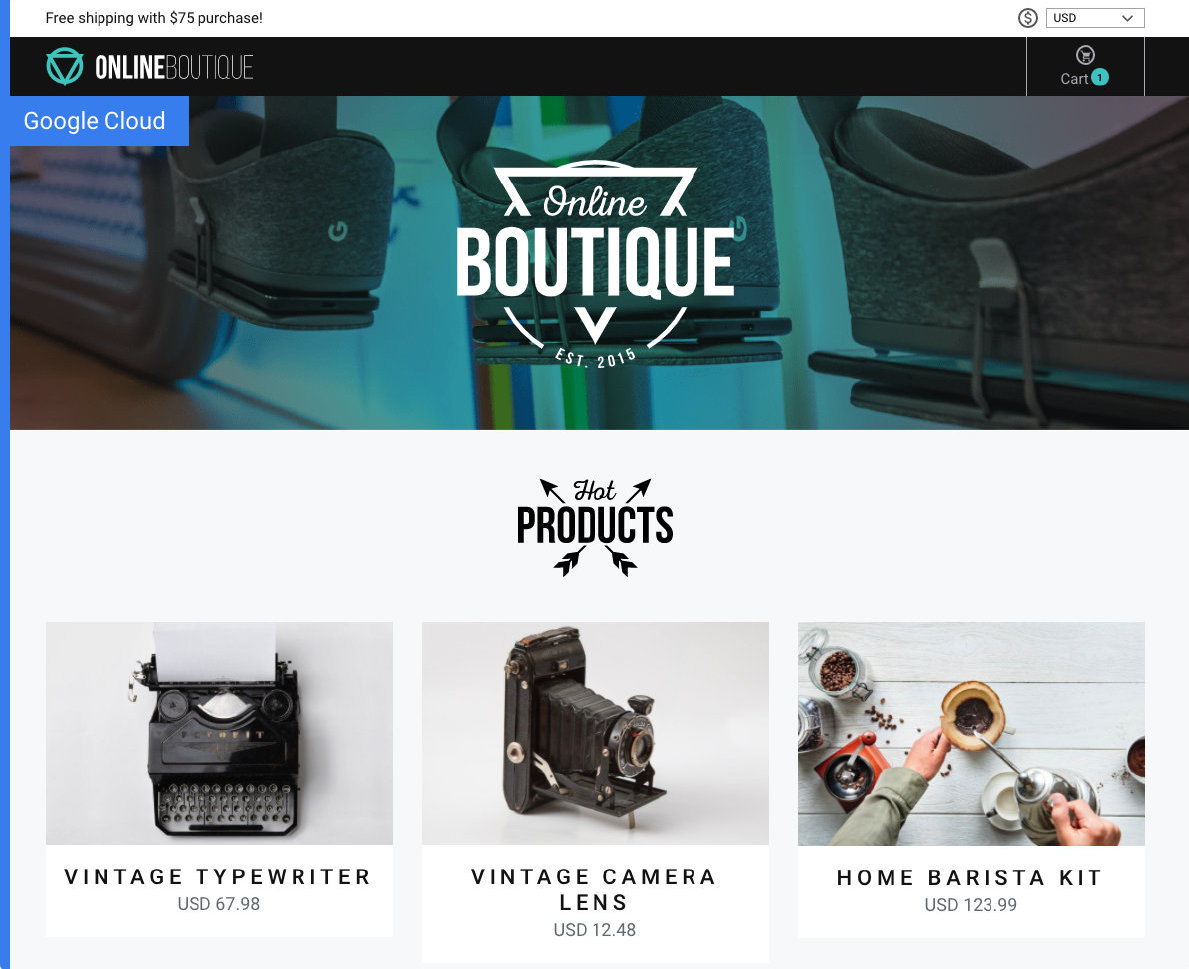 Free shipping with $75 purchase!
$ USD
ONLINEBOUTIQUE
Cart 1
Google Cloud
Online
BOUTIQUE
EST. 2015
Hot
PRODUCTS
VINTAGE TYPEWRITER
USD 67.98
VINTAGE CAMERA
LENS
USD 12.48
HOME BARISTA KIT
USD 123.99